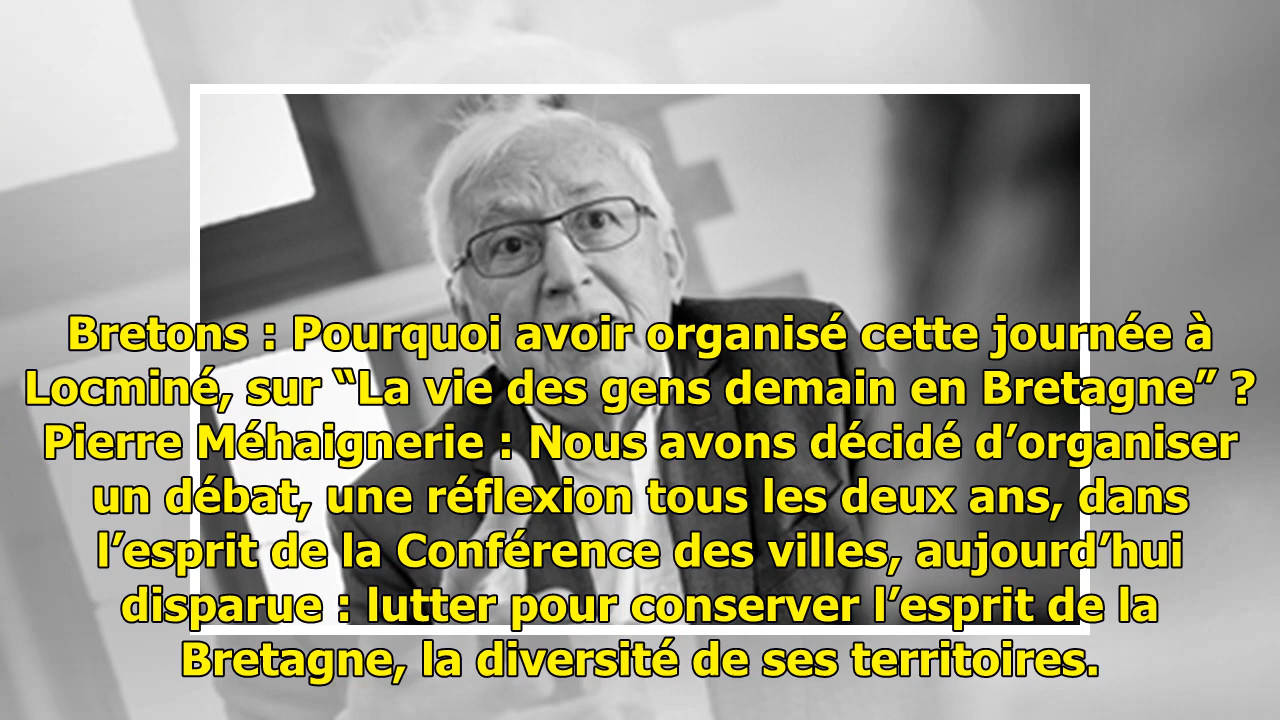 Bretons : Pourquoi avoir organisé cette journée à
Locminé, sur “La vie des gens demain en Bretagne” ?
Pierre Méhaignerie : Nous avons décidé d’organiser
un débat, une réflexion tous les deux ans, dans
l’esprit de la Conférence des villes, aujourd’hui
disparue : lutter pour conserver l’esprit de la
Bretagne, la diversité de ses territoires.